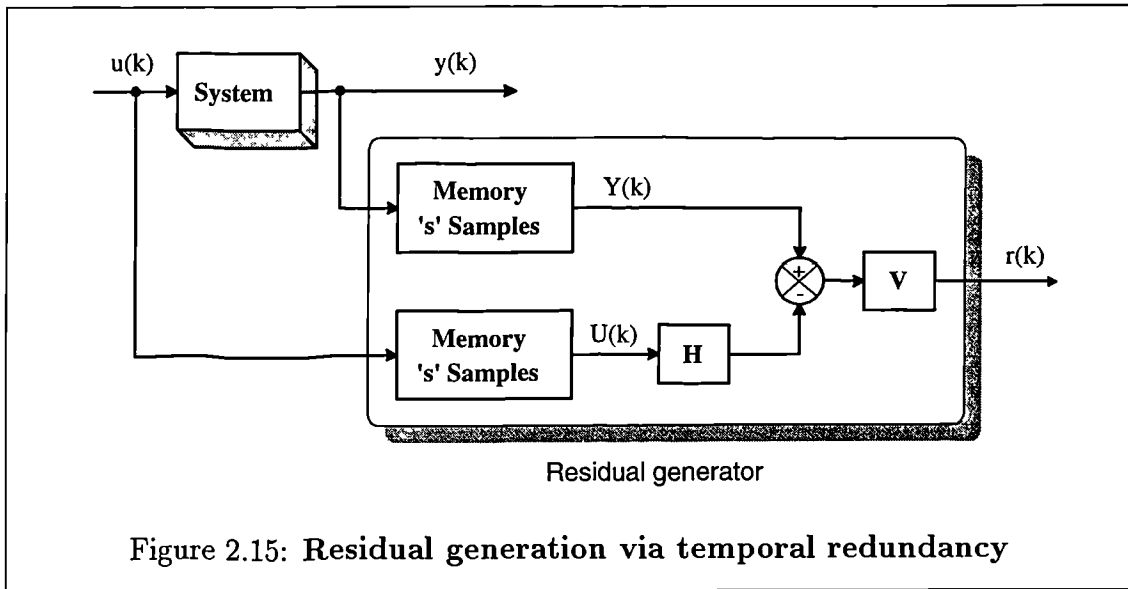 u(k)
System
y(k)
Memory
's' Samples
Y(k)
+
-
V
r(k)
Memory
's' Samples
U(k)
H
Residual generator
Figure 2.15: Residual generation via temporal redundancy